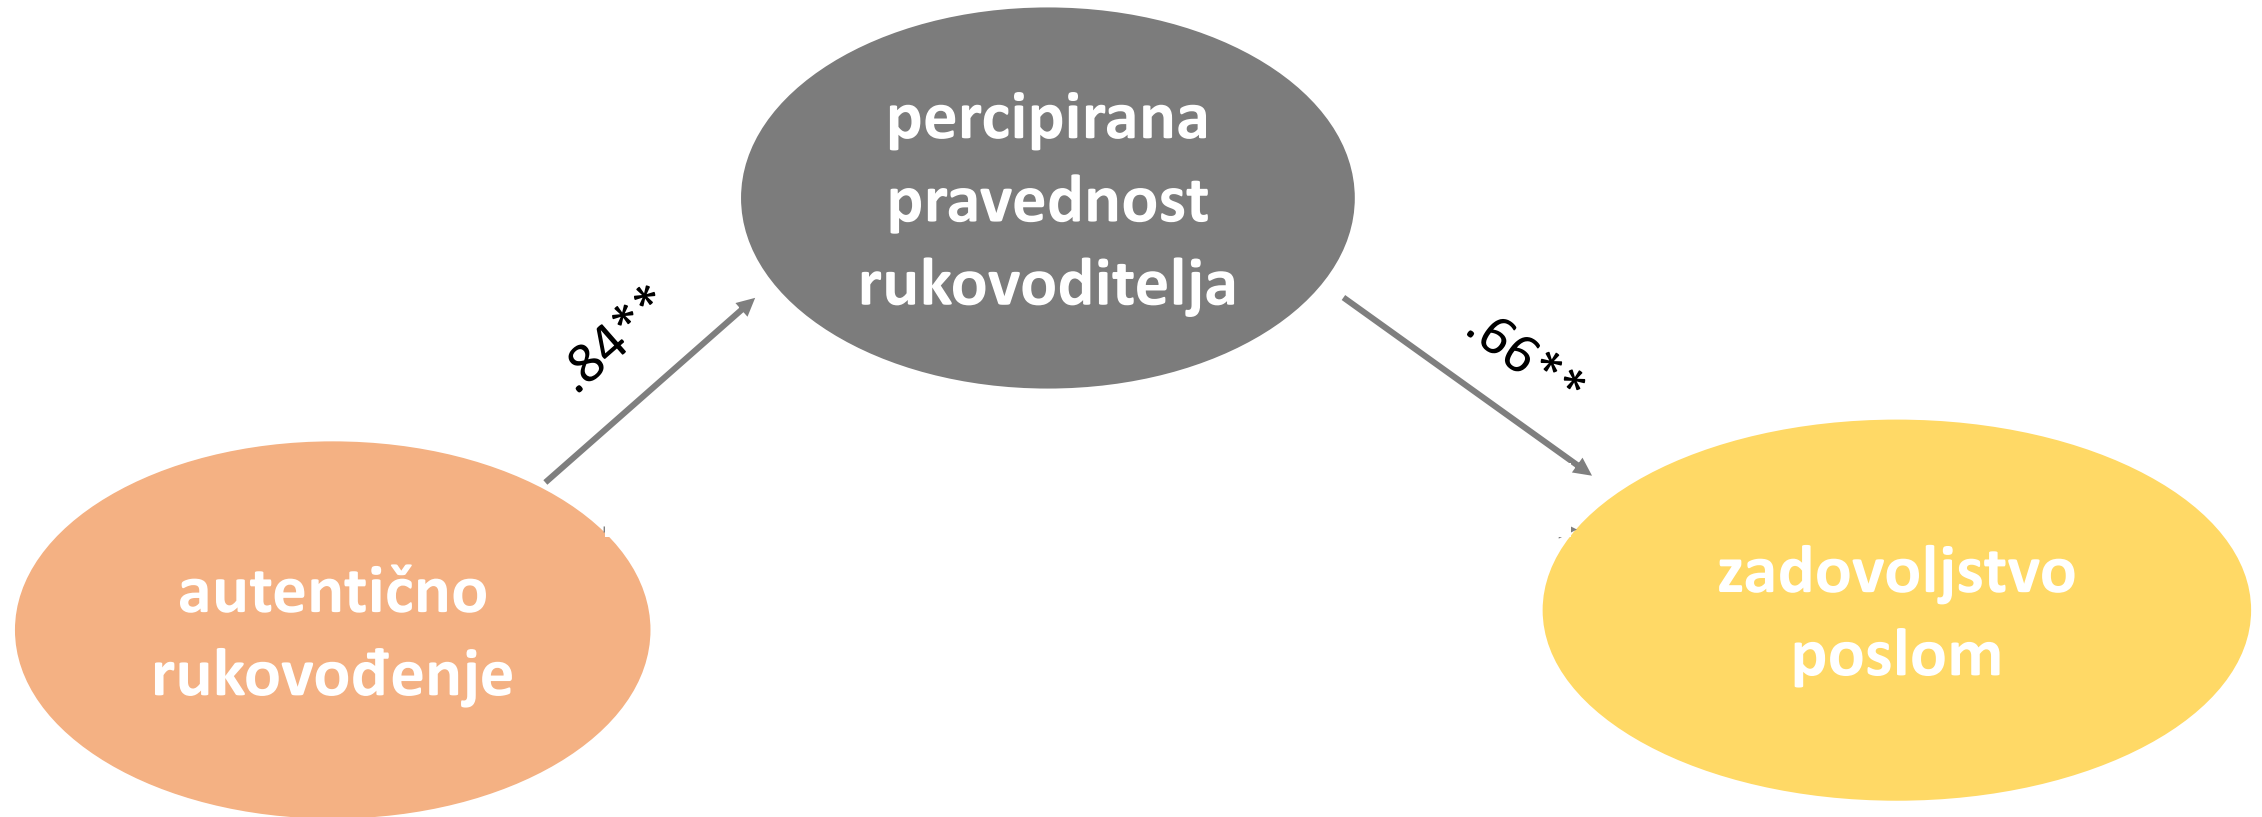 percipirana
pravednost
rukovoditelja
.84**
.66**
autentično
rukovođenje
zadovoljstvo
poslom